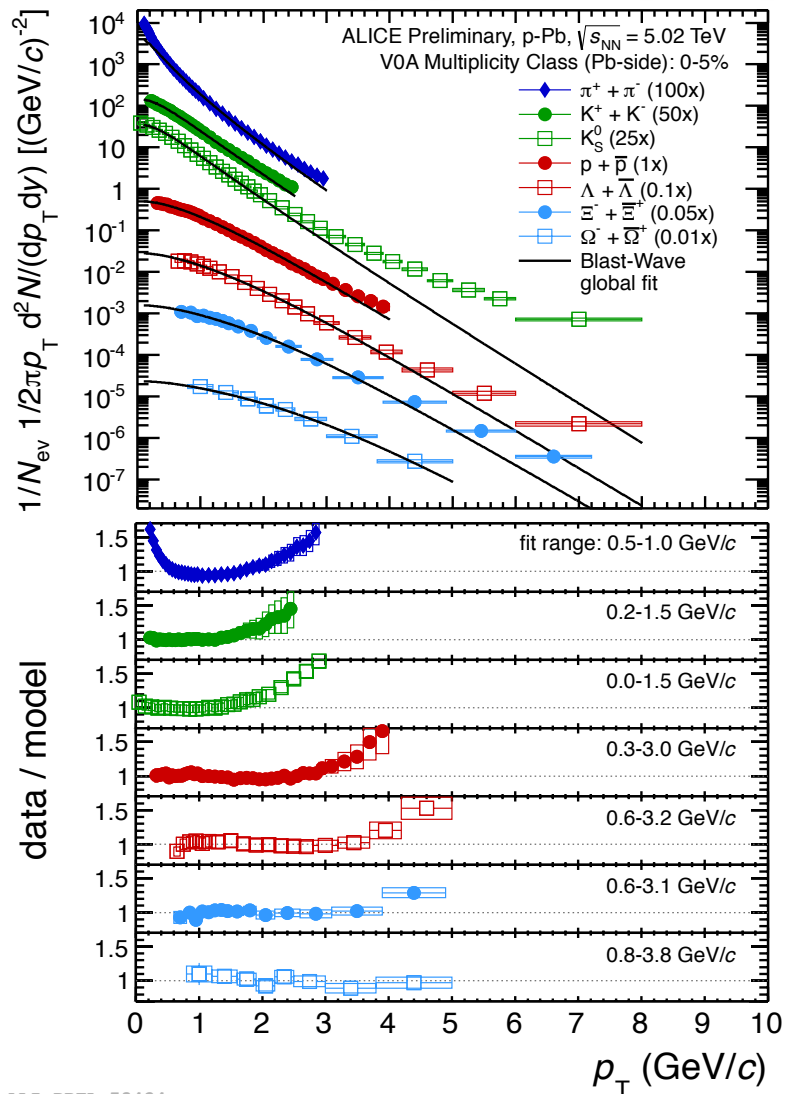 ALICE Preliminary, p-Pb, √s_NN = 5.02 TeV
V0A Multiplicity Class (Pb-side): 0-5%
π⁺ + π⁻ (100x)
K⁺ + K⁻ (50x)
K⁰_S (25x)
p + p̅ (1x)
Λ + Λ̅ (0.1x)
Ξ⁻ + Ξ̅⁺ (0.05x)
Ω⁻ + Ω̅⁺ (0.01x)
Blast-Wave
global fit
1/N_ev 1/2πp_T d²N/(dp_T dy) [(GeV/c)⁻²]
10⁴
10³
10²
10
1
10⁻¹
10⁻²
10⁻³
10⁻⁴
10⁻⁵
10⁻⁶
10⁻⁷
data / model
1.5
1
fit range: 0.5-1.0 GeV/c
1.5
1
0.2-1.5 GeV/c
1.5
1
0.0-1.5 GeV/c
1.5
1
0.3-3.0 GeV/c
1.5
1
0.6-3.2 GeV/c
1.5
1
0.6-3.1 GeV/c
1.5
1
0.8-3.8 GeV/c
0 1 2 3 4 5 6 7 8 9 10
p_T (GeV/c)